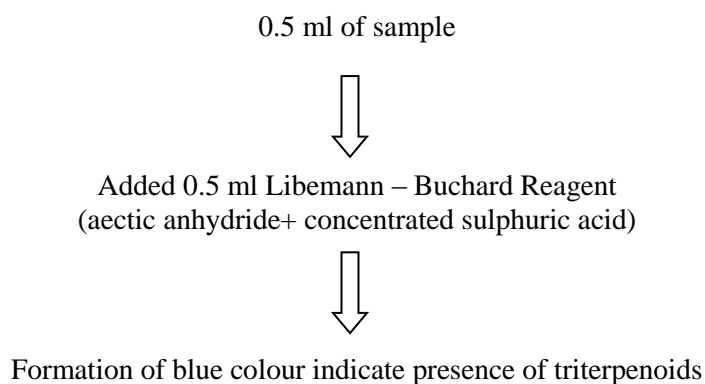 0.5 ml of sample
Added 0.5 ml Libemann – Buchard Reagent
(aectic anhydride+ concentrated sulphuric acid)
Formation of blue colour indicate presence of triterpenoids